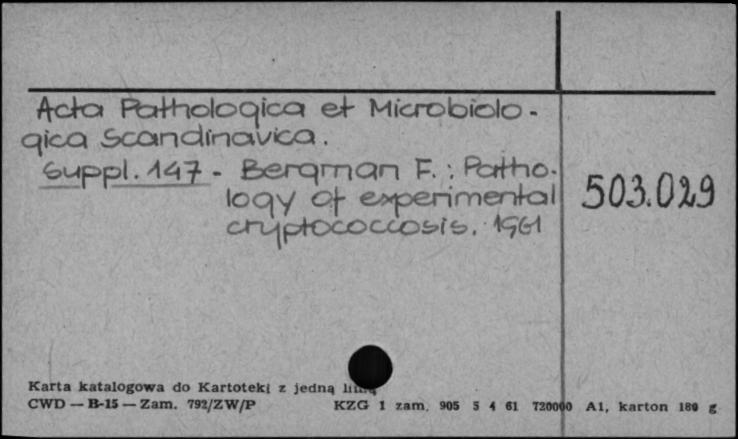 Acta Pathologica et Microbiolo-
gica Scandinavica.
Suppl. 147 - Bergman F.: Patho-
logy of experimental
cryptococcosis. 1961
503.029
Karta katalogowa do Kartoteki z jedną linią
CWD — B-15 — Zam. 792/ZW/P KZG 1 zam. 905 5 4 61 720000 A1, karton 180 g